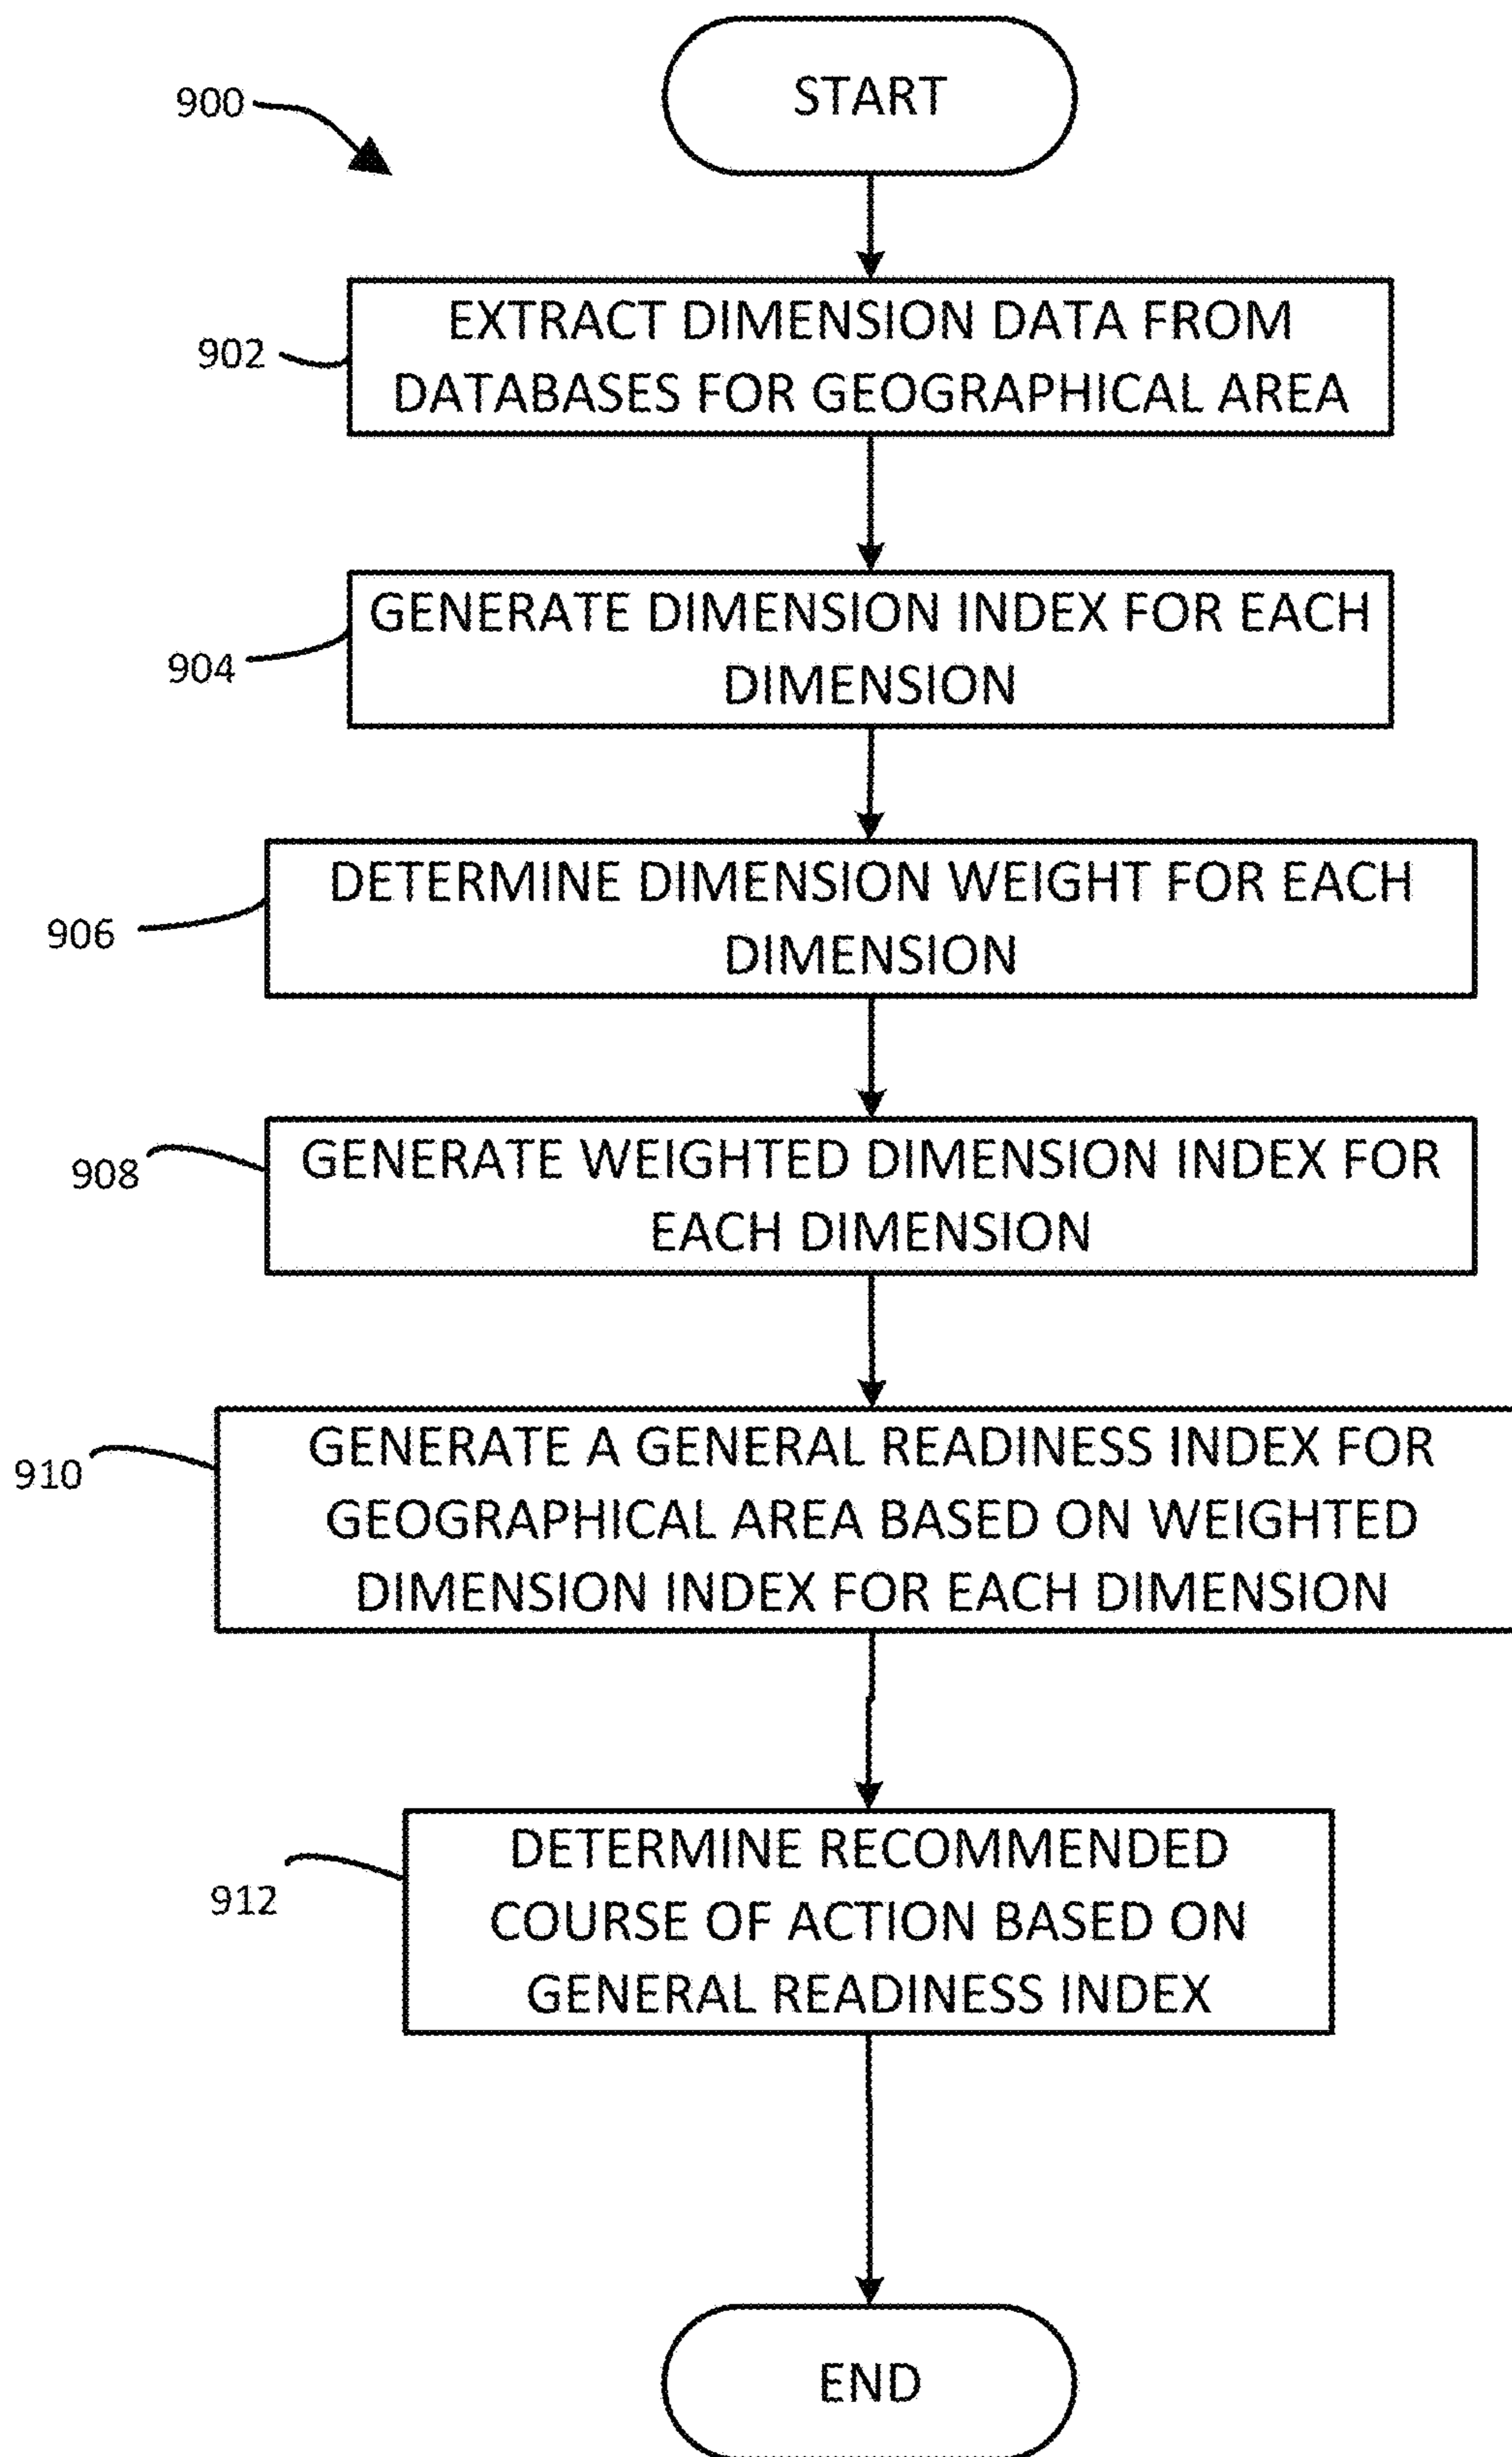 START
900
EXTRACT DIMENSION DATA FROM
DATABASES FOR GEOGRAPHICAL AREA
902
GENERATE DIMENSION INDEX FOR EACH
DIMENSION
904
DETERMINE DIMENSION WEIGHT FOR EACH
DIMENSION
906
GENERATE WEIGHTED DIMENSION INDEX FOR
EACH DIMENSION
908
GENERATE A GENERAL READINESS INDEX FOR
GEOGRAPHICAL AREA BASED ON WEIGHTED
DIMENSION INDEX FOR EACH DIMENSION
910
DETERMINE RECOMMENDED
COURSE OF ACTION BASED ON
GENERAL READINESS INDEX
912
END